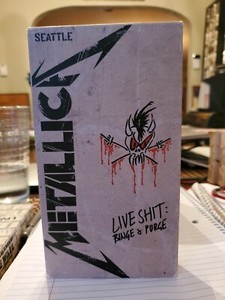 SEATTLE
METALLICA
LIVE SHIT:
BINGE & PURGE